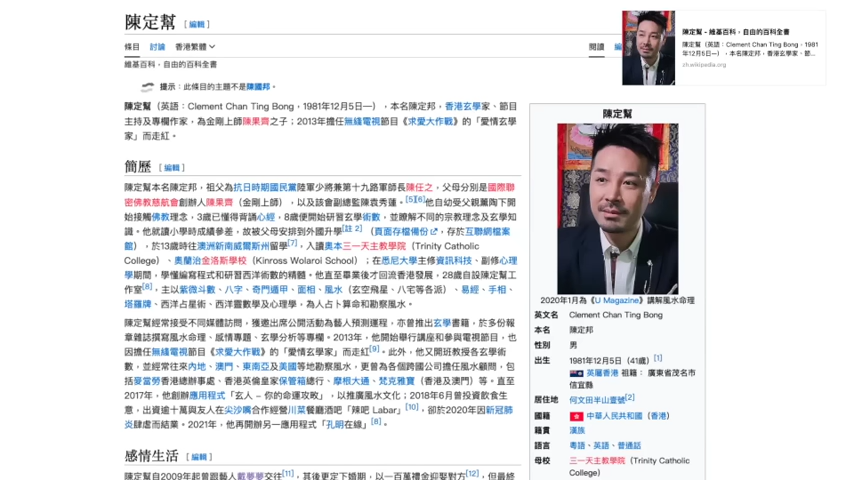 陳定幫 [編輯]
條目 討論 香港繁體 閱讀
維基百科，自由的百科全書
提示：此條目的主題不是陳國邦。
陳定幫（英語：Clement Chan Ting Bong，1981年12月5日—），本名陳定邦，香港玄學家、節目
主持及專欄作家，為金剛上師陳果齊之子；2013年擔任無綫電視節目《求愛大作戰》的「愛情玄學
家」而走紅。
簡歷 [編輯]
陳定幫本名陳定邦，祖父為抗日時期國民黨陸軍少將兼第十九路軍師長陳任之，父母分別是國際聯
密佛教慈航會創辦人陳果齊（金剛上師），以及該會副總監陳袁秀蓮。[5][6]他自幼受父親薰陶下開
始接觸佛教理念，3歲已懂得背誦心經，8歲便開始研習玄學術數，並瞭解不同的宗教理念及玄學知
識。他就讀小學時成績參差，故被父母安排到外國升學[註 2]（頁面存檔備份，存於互聯網檔案
館），於13歲時往澳洲新南威爾斯州留學[7]，入讀奧本三一天主教學院（Trinity Catholic
College）、奧蘭治金洛斯學校（Kinross Wolaroi School）；在悉尼大學主修資訊科技、副修心理
學期間，學懂編寫程式和研習西洋術數的精髓。他直至畢業後才回流香港發展，28歲自設陳定幫工
作室[8]，主以紫微斗數、八字、奇門遁甲、面相、風水（玄空飛星、八宅等各派）、易經、手相、
塔羅牌、西洋占星術、西洋靈數學及心理學，為人占卜算命和勘察風水。
陳定幫經常接受不同媒體訪問，獲邀出席公開活動為藝人預測運程，亦曾推出玄學書籍，於多份報
章雜誌撰寫風水命理、感情專題、玄學分析等專欄。2013年，他開始舉行講座和參與電視節目，也
因擔任無綫電視節目《求愛大作戰》的「愛情玄學家」而走紅[9]。此外，他又開班教授各玄學術
數，並經常往來內地、澳門、東南亞及美國等地勘察風水，更曾為各個跨國公司擔任風水顧問，包
括麥當勞香港總辦事處、香港英倫皇家保管箱總行、摩根大通、梵克雅寶（香港及澳門）等。直至
2017年，他創辦應用程式「玄人 – 你的命運攻略」，以推廣風水文化；2018年6月曾投資飲食生
意，出資逾十萬與友人在尖沙嘴合作經營川菜餐廳酒吧「辣吧 Labar」[10]，卻於2020年因新冠肺
炎肆虐而結業。2021年，他再開辦另一應用程式「孔明在線」[8]。
感情生活 [編輯]
陳定幫自2009年起曾跟藝人戴夢夢交往[11]，其後更定下婚期，以一百萬禮金迎娶對方[12]，但最終
陳定幫 - 維基百科，自由的百科全書
陳定幫（英語：Clement Chan Ting Bong，1981
年12月5日—），本名陳定邦，香港玄學家、節...
zh.wikipedia.org
陳定幫
2020年1月為《U Magazine》講解風水命理
英文名 Clement Chan Ting Bong
本名 陳定邦
性別 男
出生 1981年12月5日（41歲）[1]
英屬香港 祖籍： 廣東省茂名市
信宜縣
居住地 何文田半山壹號[2]
國籍 中華人民共和國（香港）
籍貫 漢族
語言 粵語、英語、普通話
母校 三一天主教學院（Trinity Catholic
College）